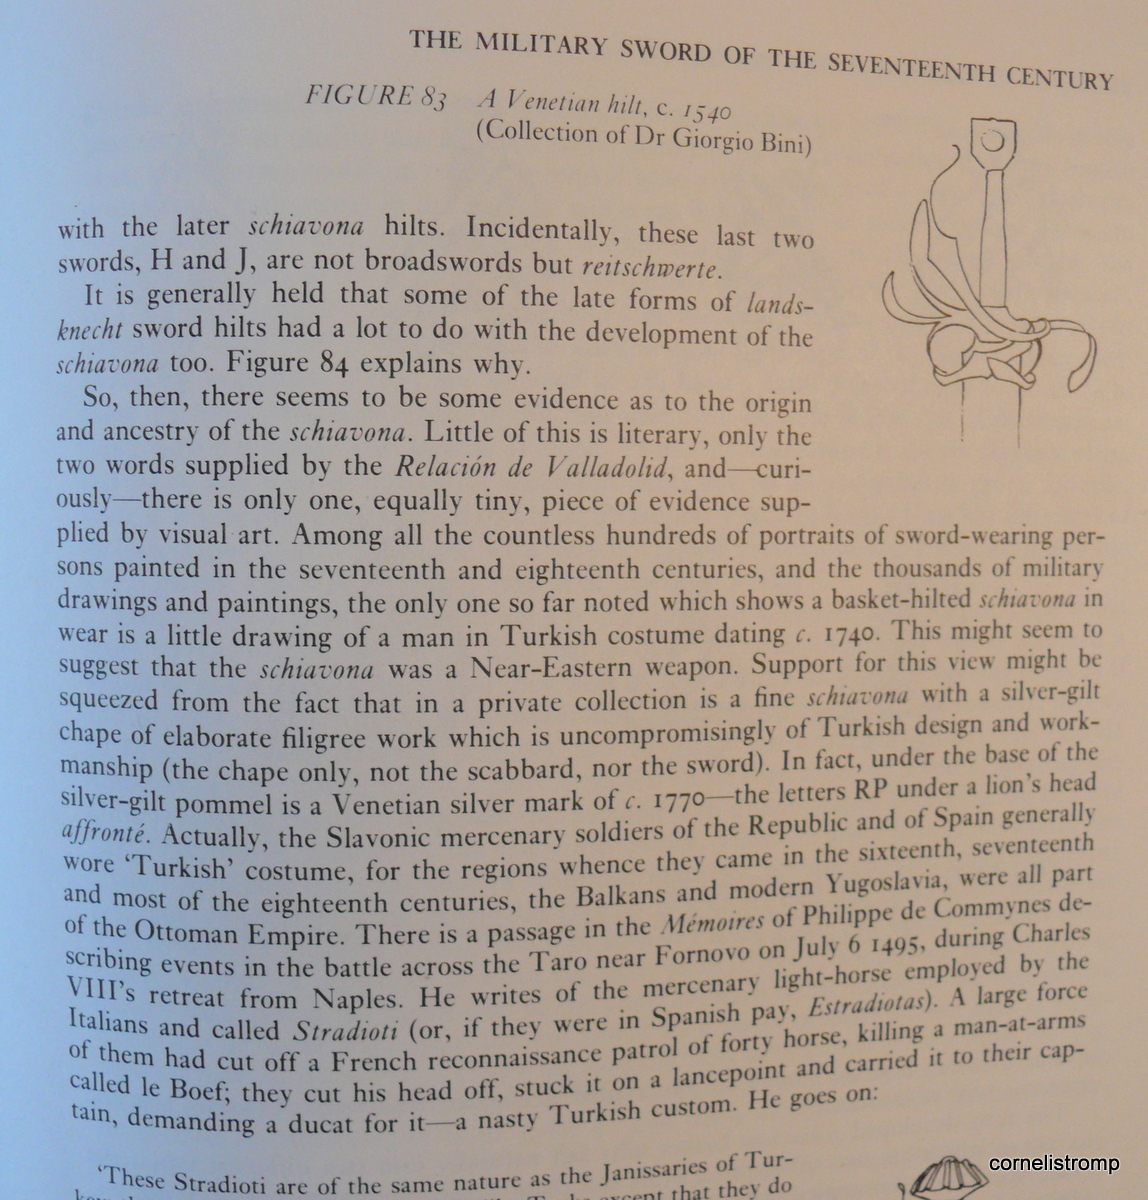 THE MILITARY SWORD OF THE SEVENTEENTH CENTURY
FIGURE 83 A Venetian hilt, c. 1540
(Collection of Dr Giorgio Bini)
with the later schiavona hilts. Incidentally, these last two
swords, H and J, are not broadswords but reitschwerte.
It is generally held that some of the late forms of lands-
knecht sword hilts had a lot to do with the development of the
schiavona too. Figure 84 explains why.
So, then, there seems to be some evidence as to the origin
and ancestry of the schiavona. Little of this is literary, only the
two words supplied by the Relación de Valladolid, and—curi-
ously—there is only one, equally tiny, piece of evidence sup-
plied by visual art. Among all the countless hundreds of portraits of sword-wearing per-
sons painted in the seventeenth and eighteenth centuries, and the thousands of military
drawings and paintings, the only one so far noted which shows a basket-hilted schiavona in
wear is a little drawing of a man in Turkish costume dating c. 1740. This might seem to
suggest that the schiavona was a Near-Eastern weapon. Support for this view might be
squeezed from the fact that in a private collection is a fine schiavona with a silver-gilt
chape of elaborate filigree work which is uncompromisingly of Turkish design and work-
manship (the chape only, not the scabbard, nor the sword). In fact, under the base of the
silver-gilt pommel is a Venetian silver mark of c. 1770—the letters RP under a lion's head
affronté. Actually, the Slavonic mercenary soldiers of the Republic and of Spain generally
wore 'Turkish' costume, for the regions whence they came in the sixteenth, seventeenth
and most of the eighteenth centuries, the Balkans and modern Yugoslavia, were all part
of the Ottoman Empire. There is a passage in the Mémoires of Philippe de Commynes de-
scribing events in the battle across the Taro near Fornovo on July 6 1495, during Charles
VIII's retreat from Naples. He writes of the mercenary light-horse employed by the
Italians and called Stradioti (or, if they were in Spanish pay, Estradiotas). A large force
of them had cut off a French reconnaissance patrol of forty horse, killing a man-at-arms
called le Boef; they cut his head off, stuck it on a lancepoint and carried it to their cap-
tain, demanding a ducat for it—a nasty Turkish custom. He goes on:
'These Stradioti are of the same nature as the Janissaries of Tur-
except that they do
cornelistromp